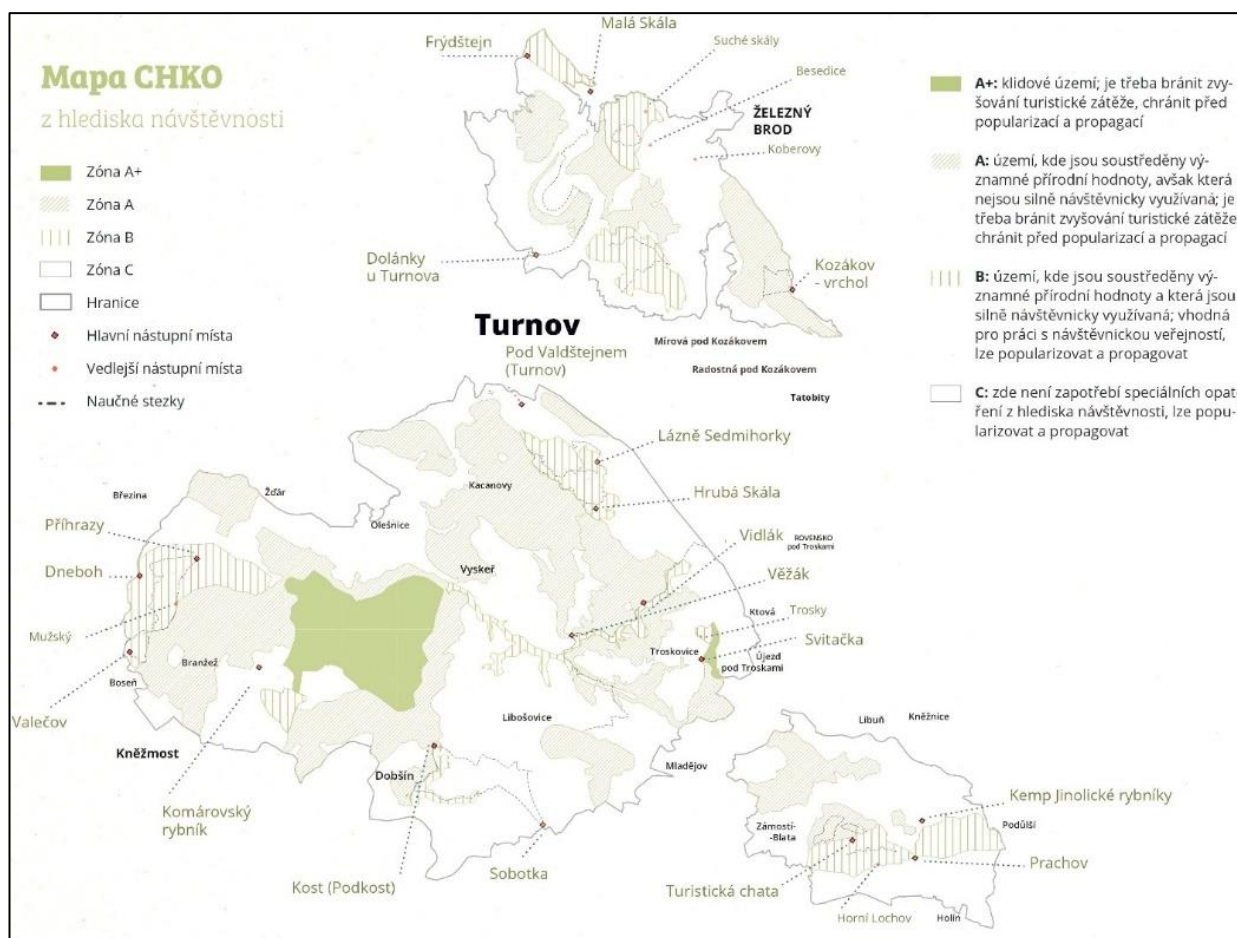 Mapa CHKO
z hlediska návštěvnosti
Zóna A+
Zóna A
Zóna B
Zóna C
Hranice
Hlavní nástupní místa
Vedlejší nástupní místa
Naučné stezky
Malá Skála
Frýdštejn
Suché skály
Besedice
ŽELEZNÝ
BROD
Koberovy
Dolánky
u Turnova
Kozákov
- vrchol
Turnov
Pod Valdštejnem
(Turnov)
Mírová pod Kozákovem
Radostná pod Kozákovem
Tatobity
A+: klidové území; je třeba bránit zvy-
šování turistické zátěže, chránit před
popularizací a propagací
A: území, kde jsou soustředěny vý-
znamné přírodní hodnoty, avšak která
nejsou silně návštěvnicky využívaná; je
třeba bránit zvyšování turistické zátěže
chránit před popularizací a propagací
B: území, kde jsou soustředěny vý-
znamné přírodní hodnoty a která jsou
silně návštěvnicky využívaná; vhodná
pro práci s návštěvnickou veřejností,
lze popularizovat a propagovat
C: zde není zapotřebí speciálních opat-
ření z hlediska návštěvnosti, lze popu-
larizovat a propagovat
Lázně Sedmihorky
Kacanovy
Hrubá Skála
Březina
Žďár
Olešnice
Příhrazy
Vidlák
ROVENSKO
pod Troskami
Dneboh
Vyskeř
Věžák
Mužský
Ktová
Trosky
Svitačka
Branžež
Troskovice
Újezd
pod Troskami
Boseň
Valečov
Libošovice
Kněžmost
Dobšín
Mladějov
Komárovský
rybník
Kost (Podkost)
Sobotka
Libuň
Kněžnice
Kemp Jinolické rybníky
Zámostí-
-Blata
Podůlší
Prachov
Turistická chata
Horní Lochov
Holín